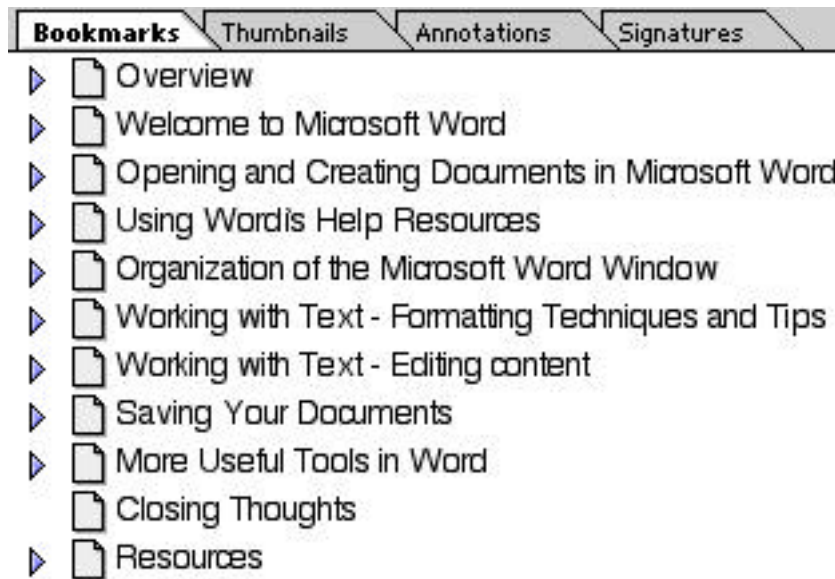 Bookmarks Thumbnails Annotations Signatures
Overview
Welcome to Microsoft Word
Opening and Creating Documents in Microsoft Word
Using Wordis Help Resources
Organization of the Microsoft Word Window
Working with Text - Formatting Techniques and Tips
Working with Text - Editing content
Saving Your Documents
More Useful Tools in Word
Closing Thoughts
Resources